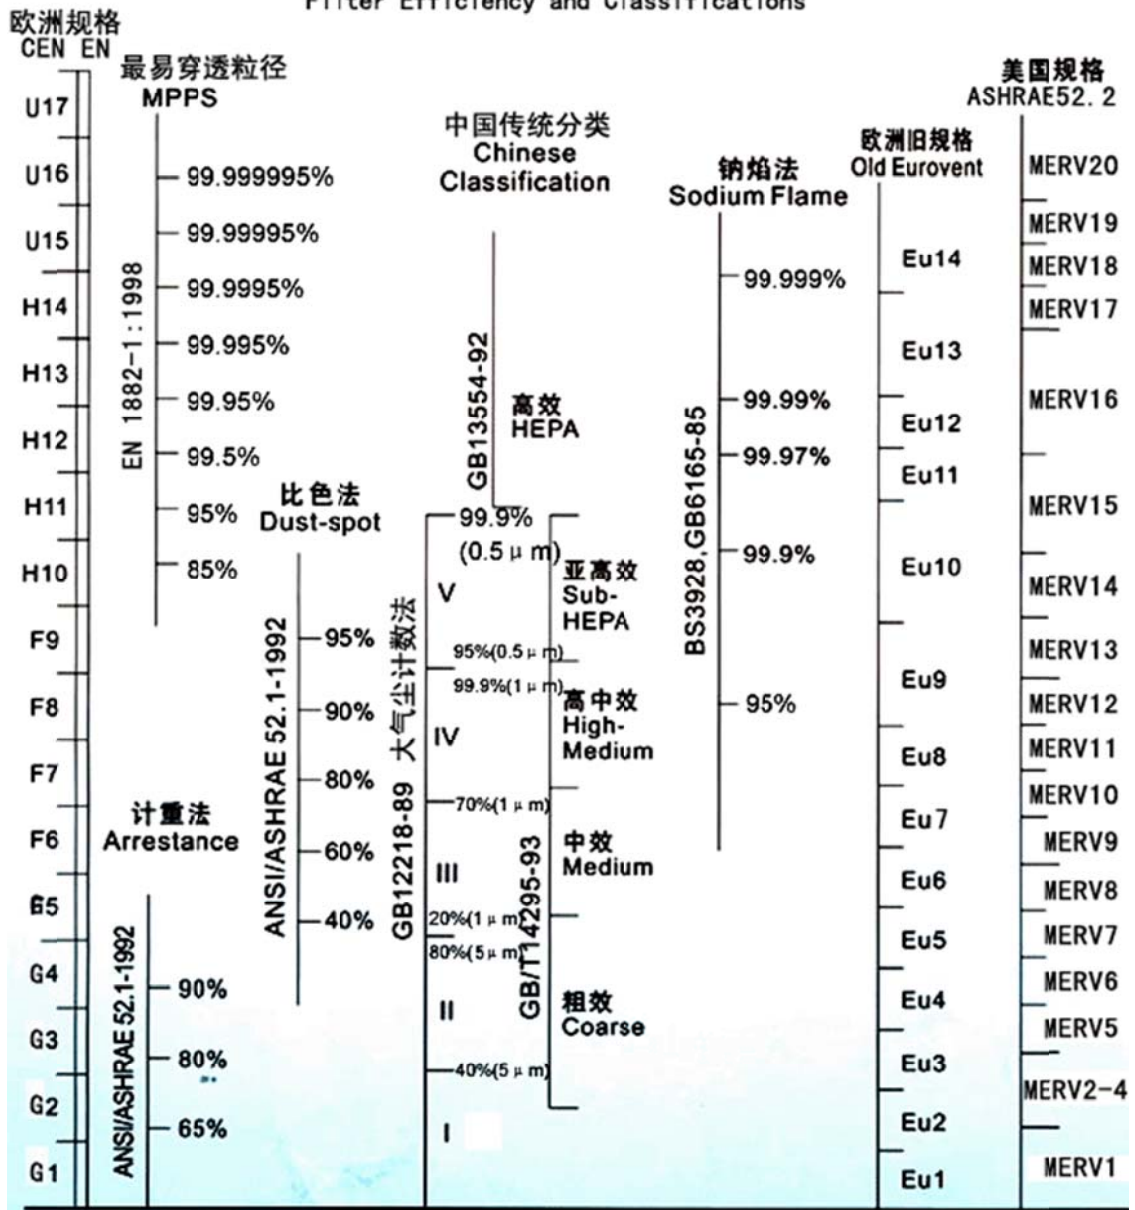 Filter Efficiency and Classifications
欧洲规格
CEN EN
U17
U16
U15
H14
H13
H12
H11
H10
F9
F8
F7
F6
G4
G3
G2
G1
最易穿透粒径
MPPS
EN 1882-1:1998
99.999995%
99.99995%
99.9995%
99.995%
99.95%
99.5%
95%
85%
计重法
Arrestance
ANSI/ASHRAE 52.1-1992
90%
80%
65%
比色法
Dust-spot
ANSI/ASHRAE 52.1-1992
95%
90%
80%
60%
40%
中国传统分类
Chinese
Classification
GB13554-92
高效
HEPA
GB12218-89 大气尘计数法
99.9%
(0.5μm)
V
95%(0.5μm)
99.9%(1μm)
IV
70%(1μm)
III
20%(1μm)
80%(5μm)
II
40%(5μm)
I
GB/T14295-93
亚高效
Sub-
HEPA
高中效
High-
Medium
中效
Medium
粗效
Coarse
钠焰法
Sodium Flame
BS3928,GB6165-85
99.999%
99.99%
99.97%
99.9%
95%
欧洲旧规格
Old Eurovent
Eu14
Eu13
Eu12
Eu11
Eu10
Eu9
Eu8
Eu7
Eu6
Eu5
Eu4
Eu3
Eu2
Eu1
美国规格
ASHRAE52.2
MERV20
MERV19
MERV18
MERV17
MERV16
MERV15
MERV14
MERV13
MERV12
MERV11
MERV10
MERV9
MERV8
MERV7
MERV6
MERV5
MERV2-4
MERV1